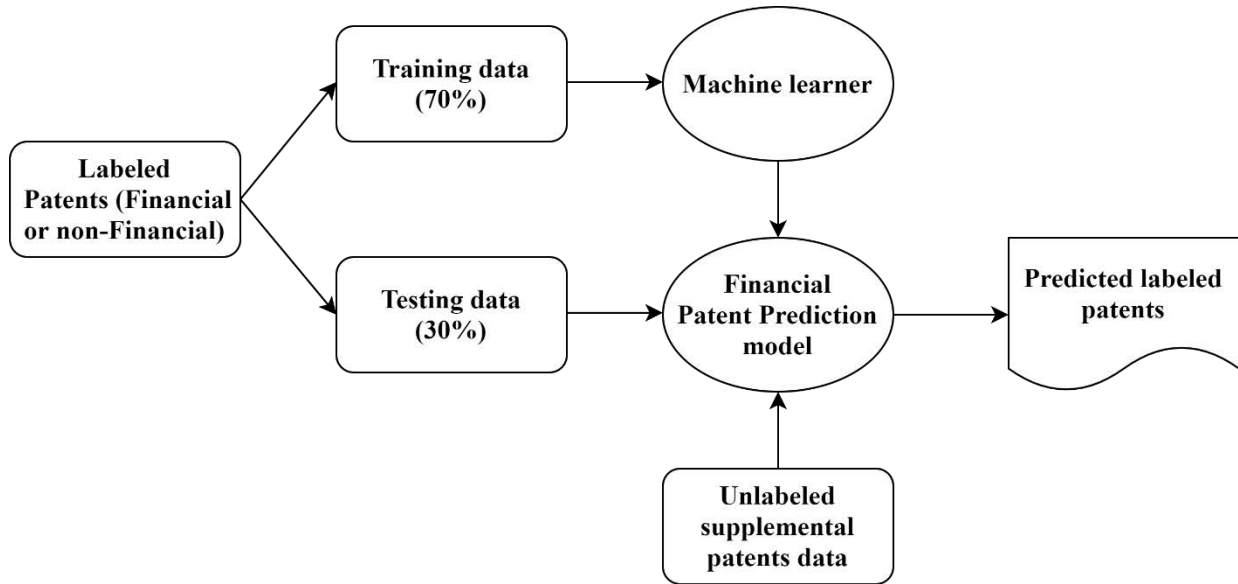 Training data
(70%)
Machine learner
Labeled
Patents (Financial
or non-Financial)
Testing data
(30%)
Financial
Patent Prediction
model
Predicted labeled
patents
Unlabeled
supplemental
patents data